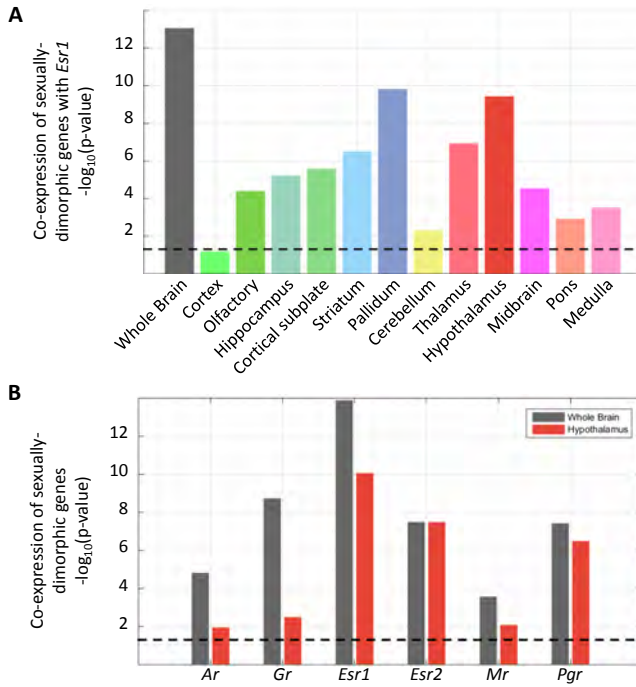 A
Co-expression of sexually-
dimorphic genes with Esr1
-log10(p-value)
12
10
8
6
4
2
Whole Brain
Cortex
Olfactory
Hippocampus
Cortical subplate
Striatum
Pallidum
Cerebellum
Thalamus
Hypothalamus
Midbrain
Pons
Medulla
B
Co-expression of sexually-
dimorphic genes
-log10(p-value)
12
10
8
6
4
2
Whole Brain
Hypothalamus
Ar Gr Esr1 Esr2 Mr Pgr